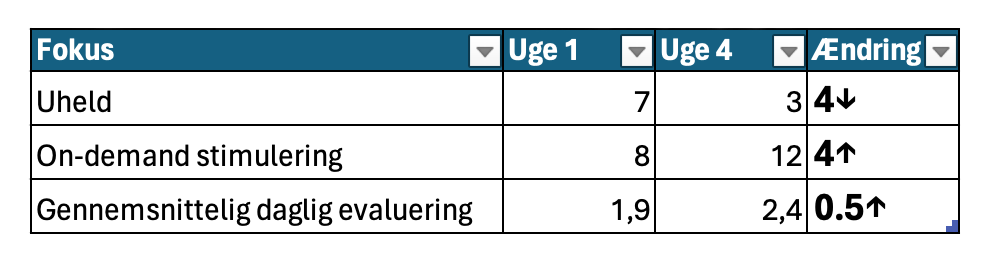 Fokus Uge 1 Uge 4 Ændring
Uheld 7 3 4↓
On-demand stimulering 8 12 4↑
Gennemsnittelig daglig evaluering 1,9 2,4 0.5↑